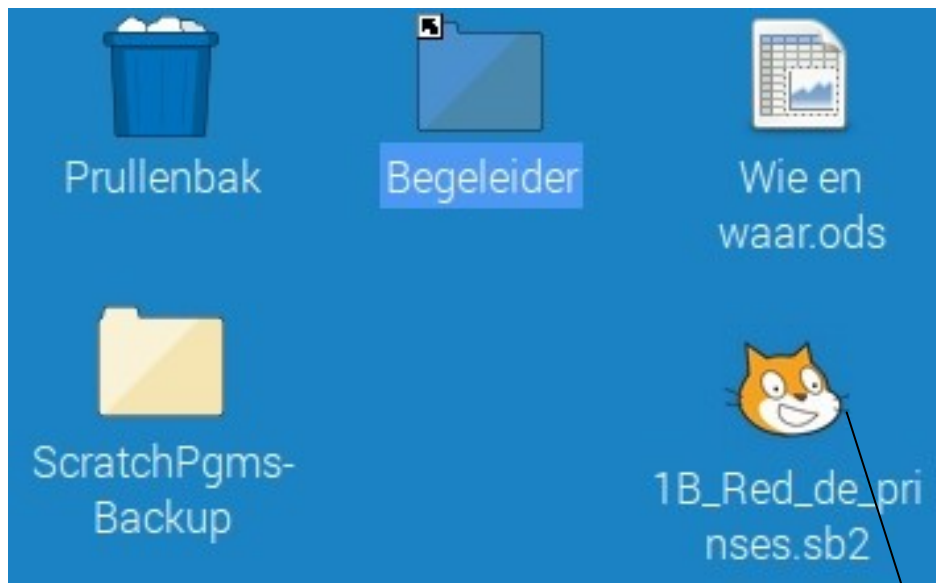 Prullenbak
Begeleider
Wie en
waar.ods
ScratchPgms-
Backup
1B_Red_de_pri
nses.sb2